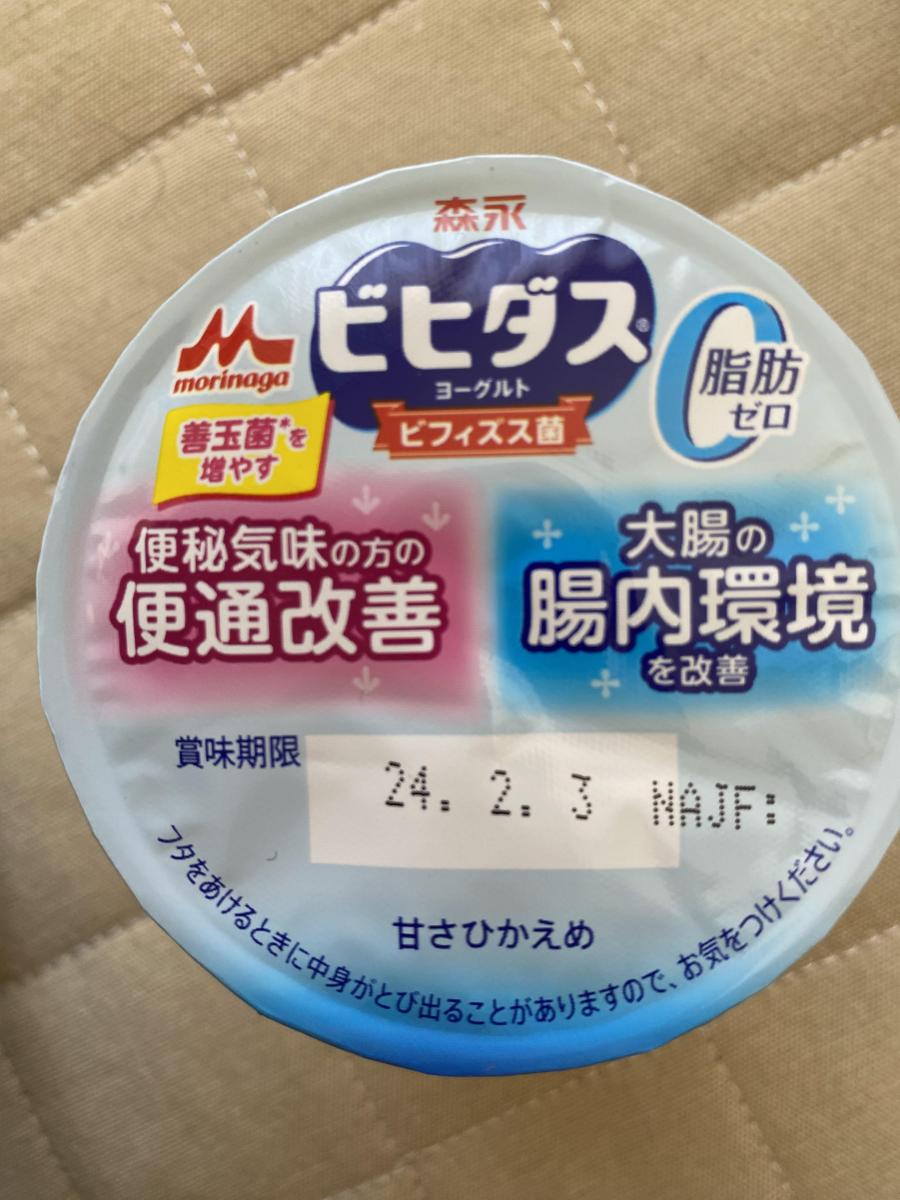 森永
ビヒダス®
ヨーグルト
ビフィズス菌
morinaga
0
脂肪
ゼロ
善玉菌*を
増やす
便秘気味の方の
便通改善
大腸の
腸内環境
を改善
賞味期限
24. 2. 3 NAJF:
甘さひかえめ
フタをあけるときに中身がとび出ることがありますので、お気をつけください。